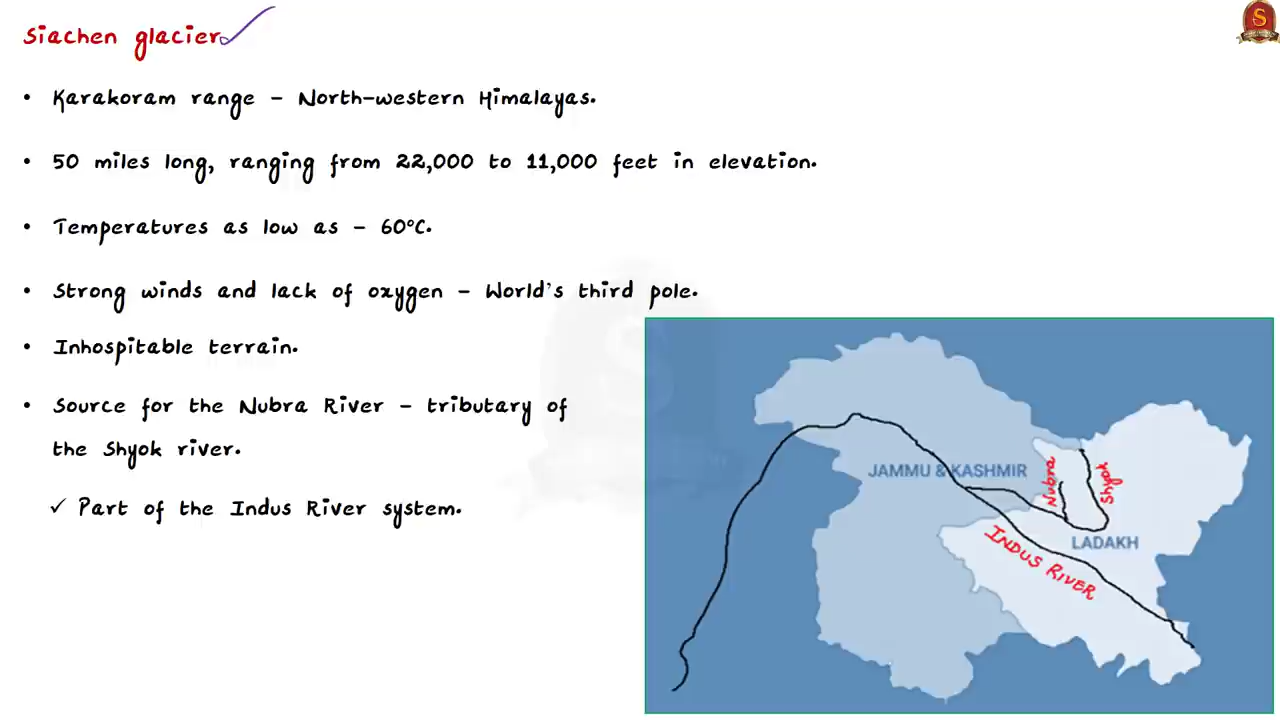 Siachen glacier
• Karakoram range - North-western Himalayas.
• 50 miles long, ranging from 22,000 to 11,000 feet in elevation.
• Temperatures as low as - 60°C.
• Strong winds and lack of oxygen - World's third pole.
• Inhospitable terrain.
• Source for the Nubra River - tributary of
the Shyok river.
✓ Part of the Indus River system.
JAMMU & KASHMIR
Nubra
Shyok
LADAKH
INDUS RIVER
S